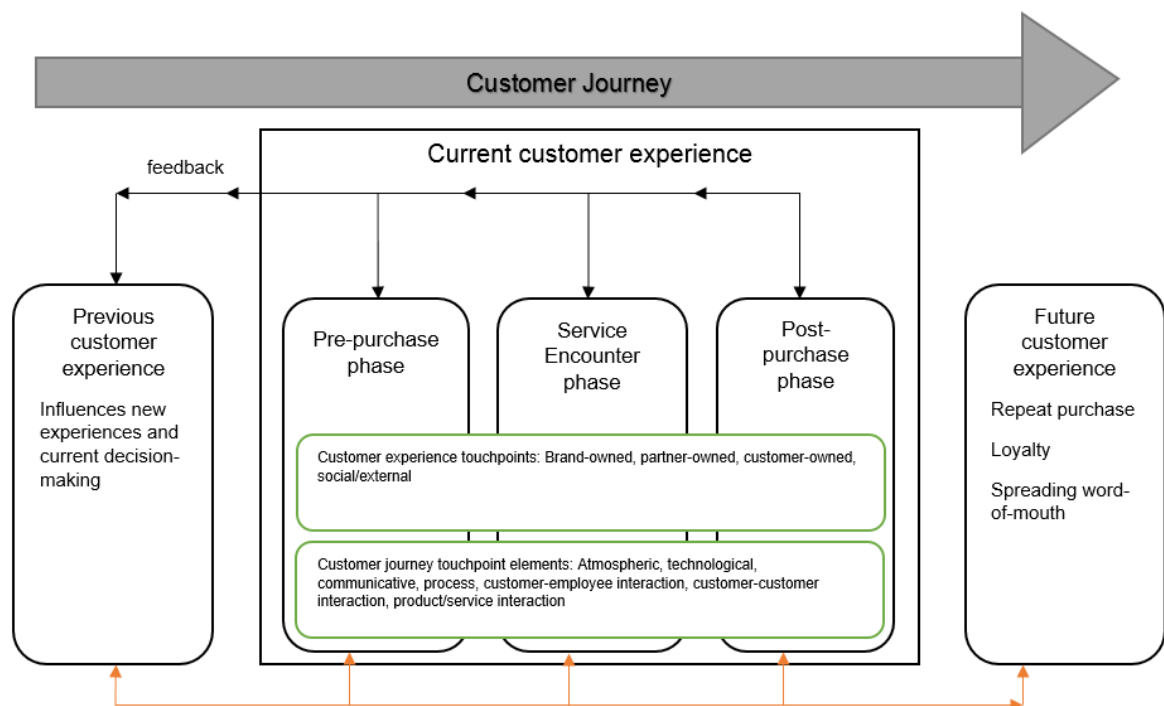 Customer Journey
Current customer experience
feedback
Previous
customer
experience
Influences new
experiences and
current decision-
making
Pre-purchase
phase
Service
Encounter
phase
Post-
purchase
phase
Customer experience touchpoints: Brand-owned, partner-owned, customer-owned,
social/external
Customer journey touchpoint elements: Atmospheric, technological,
communicative, process, customer-employee interaction, customer-customer
interaction, product/service interaction
Future
customer
experience
Repeat purchase
Loyalty
Spreading word-
of-mouth